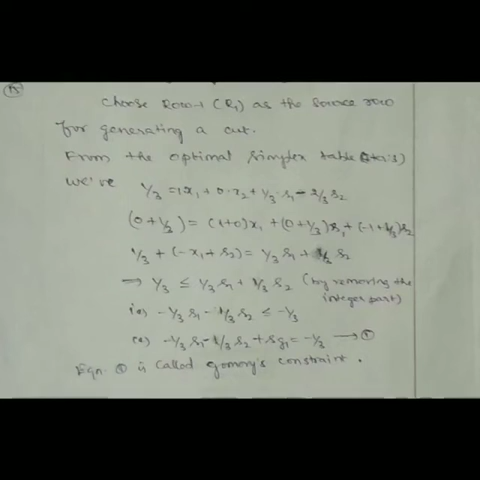 Choose Row-1 (R₁) as the source row
for generating a cut.
From the optimal simplex table
we've 1/3 = 1x₁ + 0·x₂ + 1/3·s₁ - 2/3 s₂
(0+1/3) = (1+0)x₁ + (0+1/3)s₁ + (-1+1/3)s₂
1/3 + (-x₁+s₂) = 1/3 s₁ + 1/3 s₂
⇒ 1/3 ≤ 1/3 s₁ + 1/3 s₂ (by removing the
integer part)
-1/3 s₁ - 1/3 s₂ ≤ -1/3
-1/3 s₁ - 1/3 s₂ + sg₁ = -1/3 → ①
Eqn. ① is called gomory's constraint.